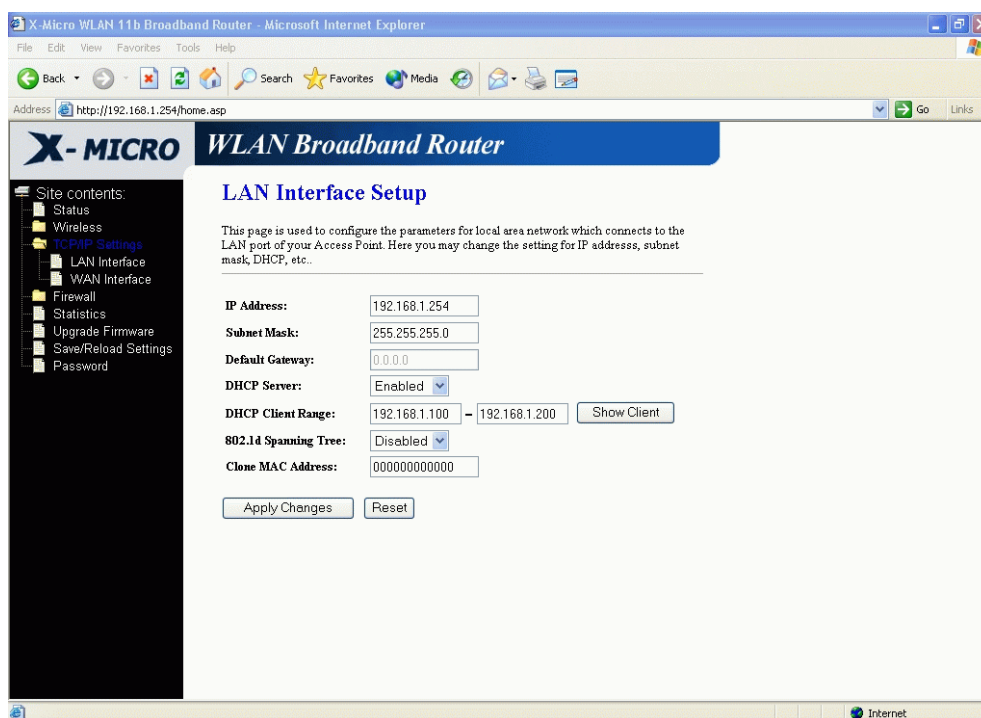 X-Micro WLAN 11b Broadband Router - Microsoft Internet Explorer
File Edit View Favorites Tools Help
Back Search Favorites Media
Address http://192.168.1.254/home.asp Go Links
X-MICRO WLAN Broadband Router
Site contents:
Status
Wireless
TCP/IP Settings
LAN Interface
WAN Interface
Firewall
Statistics
Upgrade Firmware
Save/Reload Settings
Password
LAN Interface Setup
This page is used to configure the parameters for local area network which connects to the
LAN port of your Access Point. Here you may change the setting for IP addresss, subnet
mask, DHCP, etc..
IP Address: 192.168.1.254
Subnet Mask: 255.255.255.0
Default Gateway: 0.0.0.0
DHCP Server: Enabled
DHCP Client Range: 192.168.1.100 – 192.168.1.200 Show Client
802.1d Spanning Tree: Disabled
Clone MAC Address: 000000000000
Apply Changes Reset
Internet